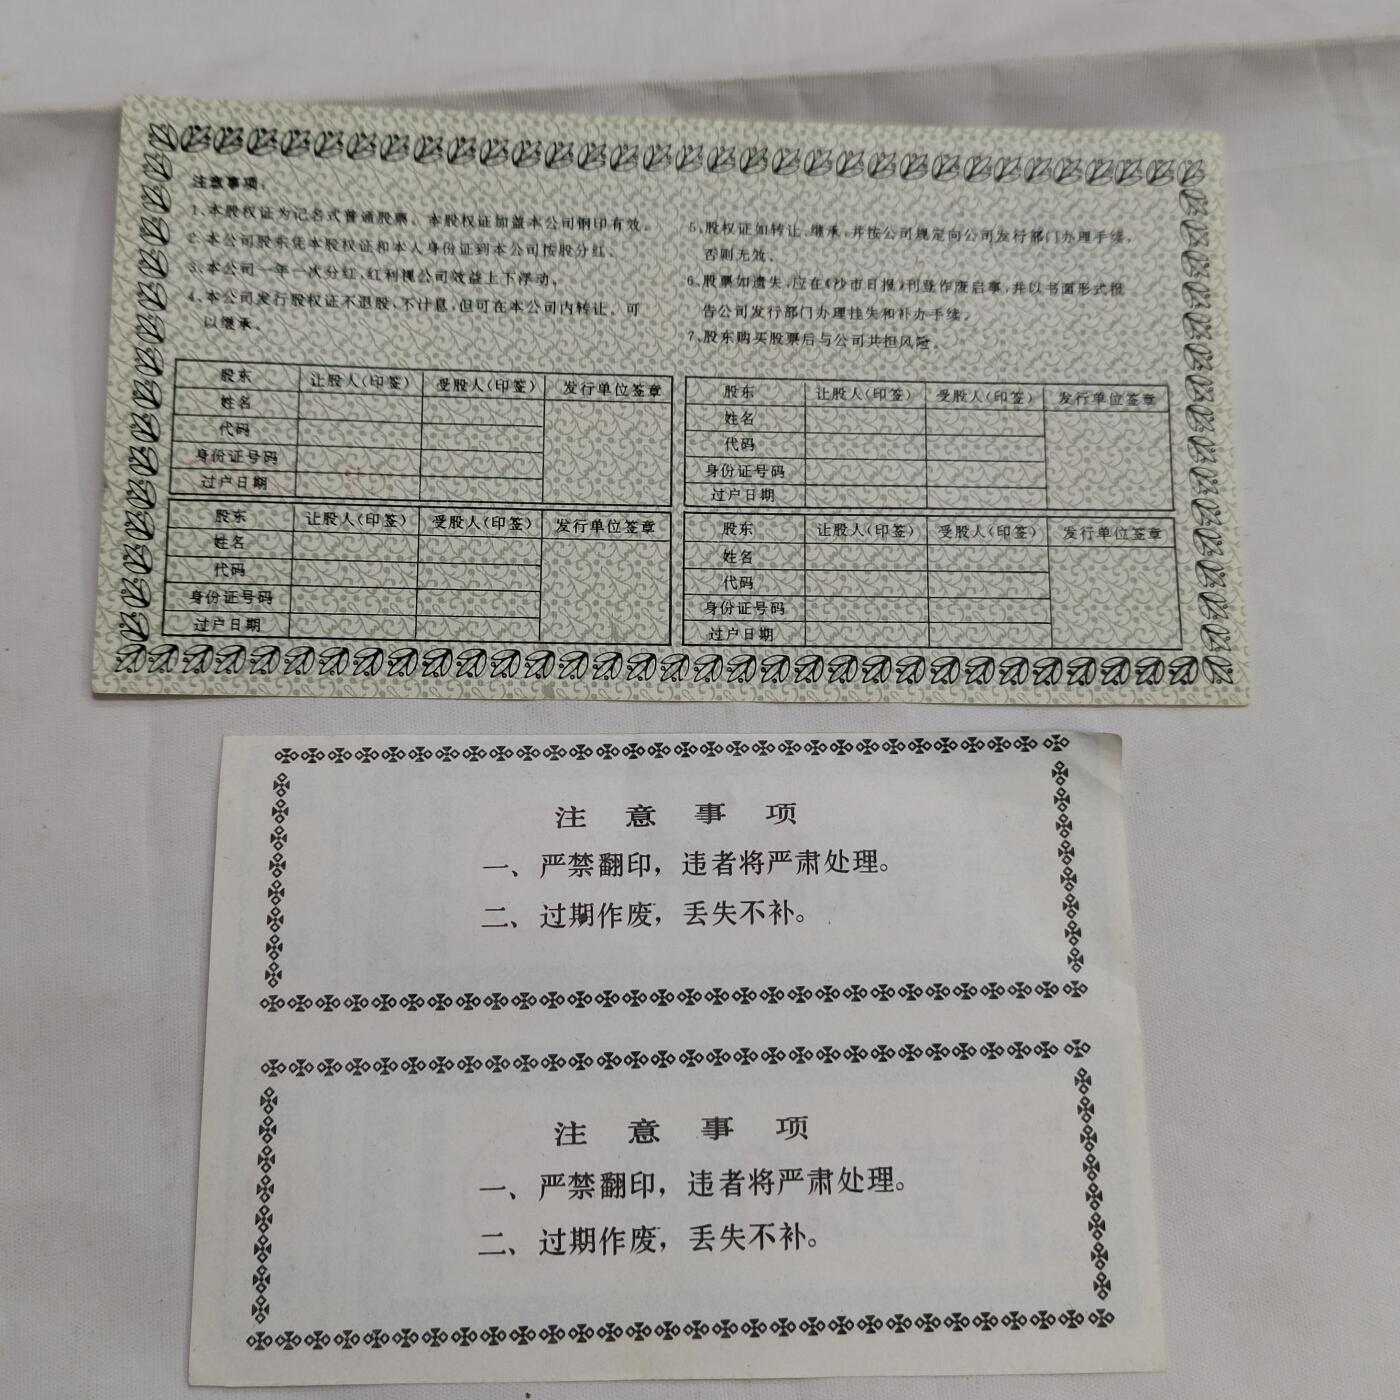 注意事项：
1、本股权证为记名式普通股票。本股权证加盖本公司钢印有效。
2、本公司股东凭本股权证和本人身份证到本公司按股分红。
3、本公司一年一次分红，红利视公司效益上下浮动。
4、本公司发行股权证不退股，不计息，但可在本公司内转让。可
以继承。
5、股权证如转让、继承，并按公司规定向公司发行部门办理手续，
否则无效。
6、股票如遗失，应在《沙市日报》刊登作废启事，并以书面形式报
告公司发行部门办理挂失和补办手续。
7、股东购买股票后与公司共担风险。
股东 让股人（印签） 受股人（印签） 发行单位签章
姓名
代码
身份证号码
过户日期
股东 让股人（印签） 受股人（印签） 发行单位签章
姓名
代码
身份证号码
过户日期
股东 让股人（印签） 受股人（印签） 发行单位签章
姓名
代码
身份证号码
过户日期
股东 让股人（印签） 受股人（印签） 发行单位签章
姓名
代码
身份证号码
过户日期
注意事项
一、严禁翻印，违者将严肃处理。
二、过期作废，丢失不补。
注意事项
一、严禁翻印，违者将严肃处理。
二、过期作废，丢失不补。